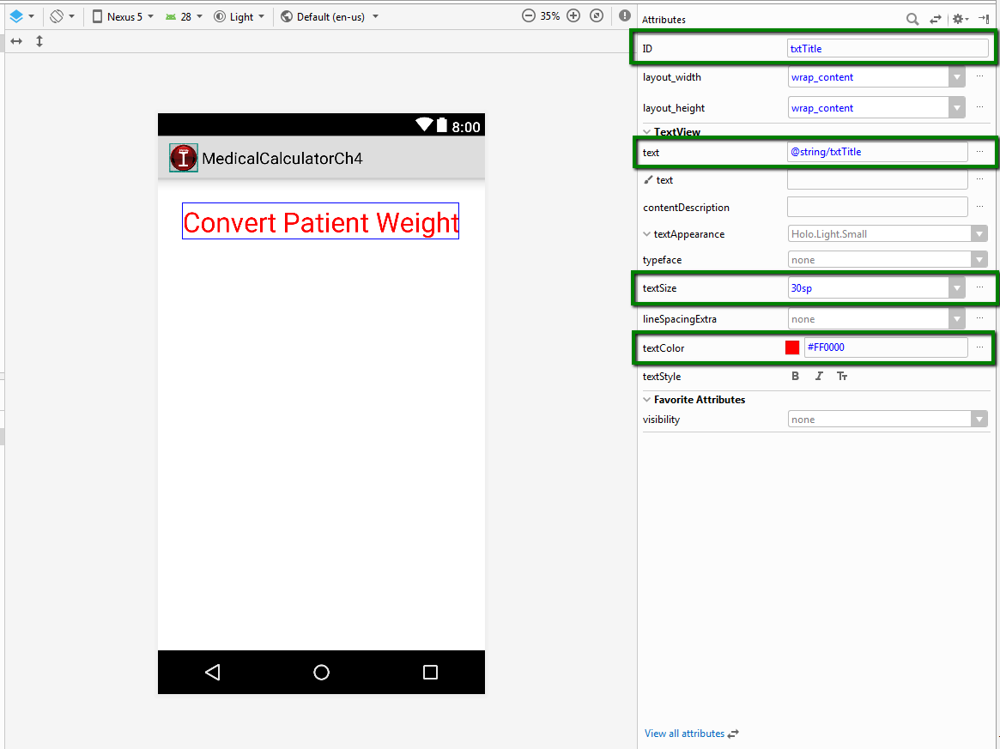 Nexus 5 28 Light Default (en-us) 35%
8:00
MedicalCalculatorCh4
Convert Patient Weight
Attributes
ID txtTitle
layout_width wrap_content ...
layout_height wrap_content ...
TextView
text @string/txtTitle ...
text ...
contentDescription ...
textAppearance Holo.Light.Small
typeface none
textSize 30sp ...
lineSpacingExtra none ...
textColor #FF0000 ...
textStyle B I Tт
Favorite Attributes
visibility none
View all attributes